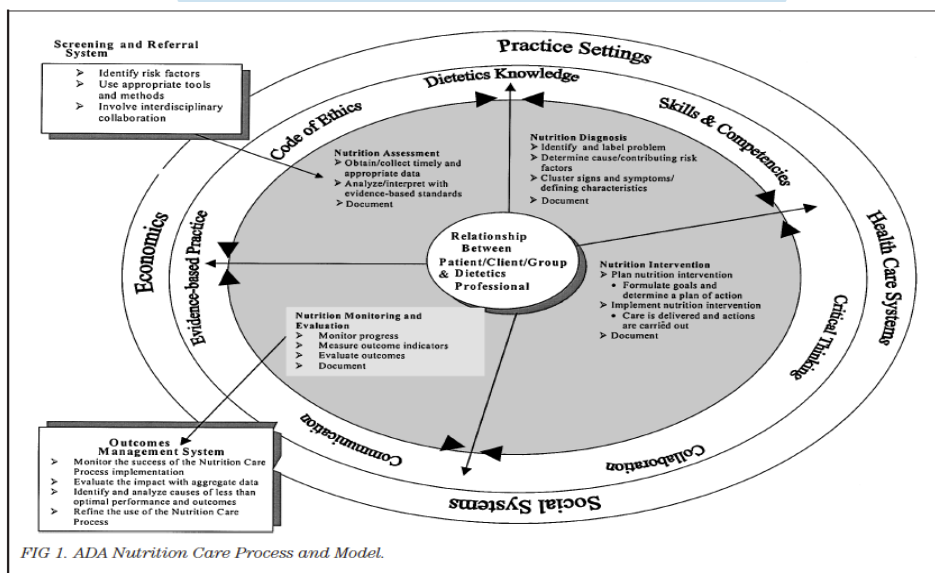 Screening and Referral
System
➢ Identify risk factors
➢ Use appropriate tools
and methods
➢ Involve interdisciplinary
collaboration
Practice Settings
Dietetics Knowledge
Code of Ethics
Skills & Competencies
Nutrition Assessment
➢ Obtain/collect timely and
appropriate data
➢ Analyze/interpret with
evidence-based standards
➢ Document
Nutrition Diagnosis
➢ Identify and label problem
➢ Determine cause/contributing risk
factors
➢ Cluster signs and symptoms/
defining characteristics
➢ Document
Economics
Evidence-based Practice
Relationship
Between
Patient/Client/Group
& Dietetics
Professional
Health Care Systems
Nutrition Intervention
➢ Plan nutrition intervention
• Formulate goals and
determine a plan of action
➢ Implement nutrition intervention
• Care is delivered and actions
are carried out
➢ Document
Critical Thinking
Nutrition Monitoring and
Evaluation
➢ Monitor progress
➢ Measure outcome indicators
➢ Evaluate outcomes
➢ Document
Communication
Collaboration
Social Systems
Outcomes
Management System
➢ Monitor the success of the Nutrition Care
Process implementation
➢ Evaluate the impact with aggregate data
➢ Identify and analyze causes of less than
optimal performance and outcomes
➢ Refine the use of the Nutrition Care
Process
FIG 1. ADA Nutrition Care Process and Model.